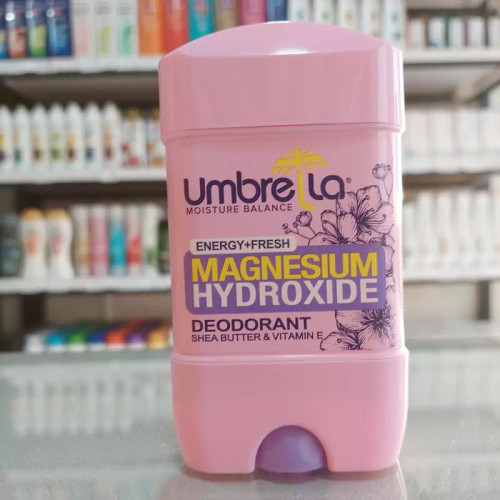 Umbrella®
MOISTURE BALANCE
ENERGY+FRESH
MAGNESIUM
HYDROXIDE
DEODORANT
SHEA BUTTER & VITAMIN E